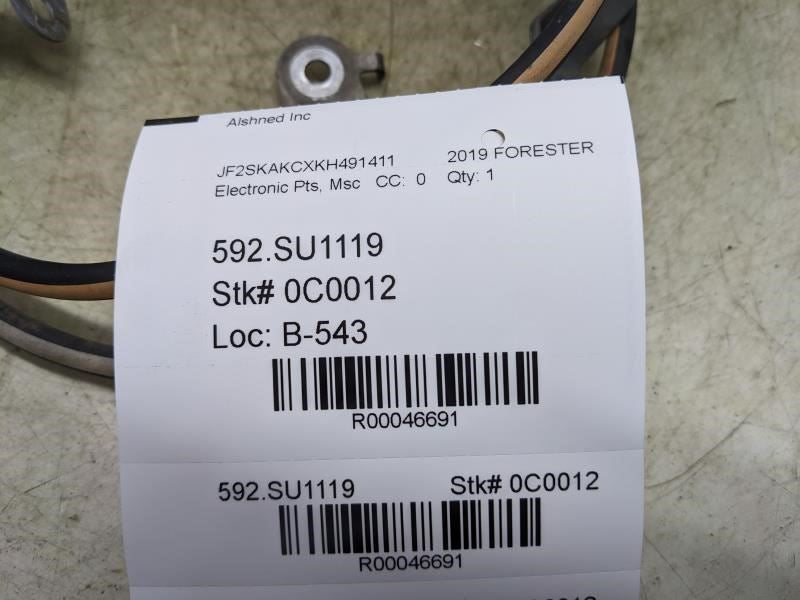 Alshned Inc
JF2SKAKCXKH491411 2019 FORESTER
Electronic Pts, Msc CC: 0 Qty: 1
592.SU1119
Stk# 0C0012
Loc: B-543
R00046691
592.SU1119 Stk# 0C0012
R00046691